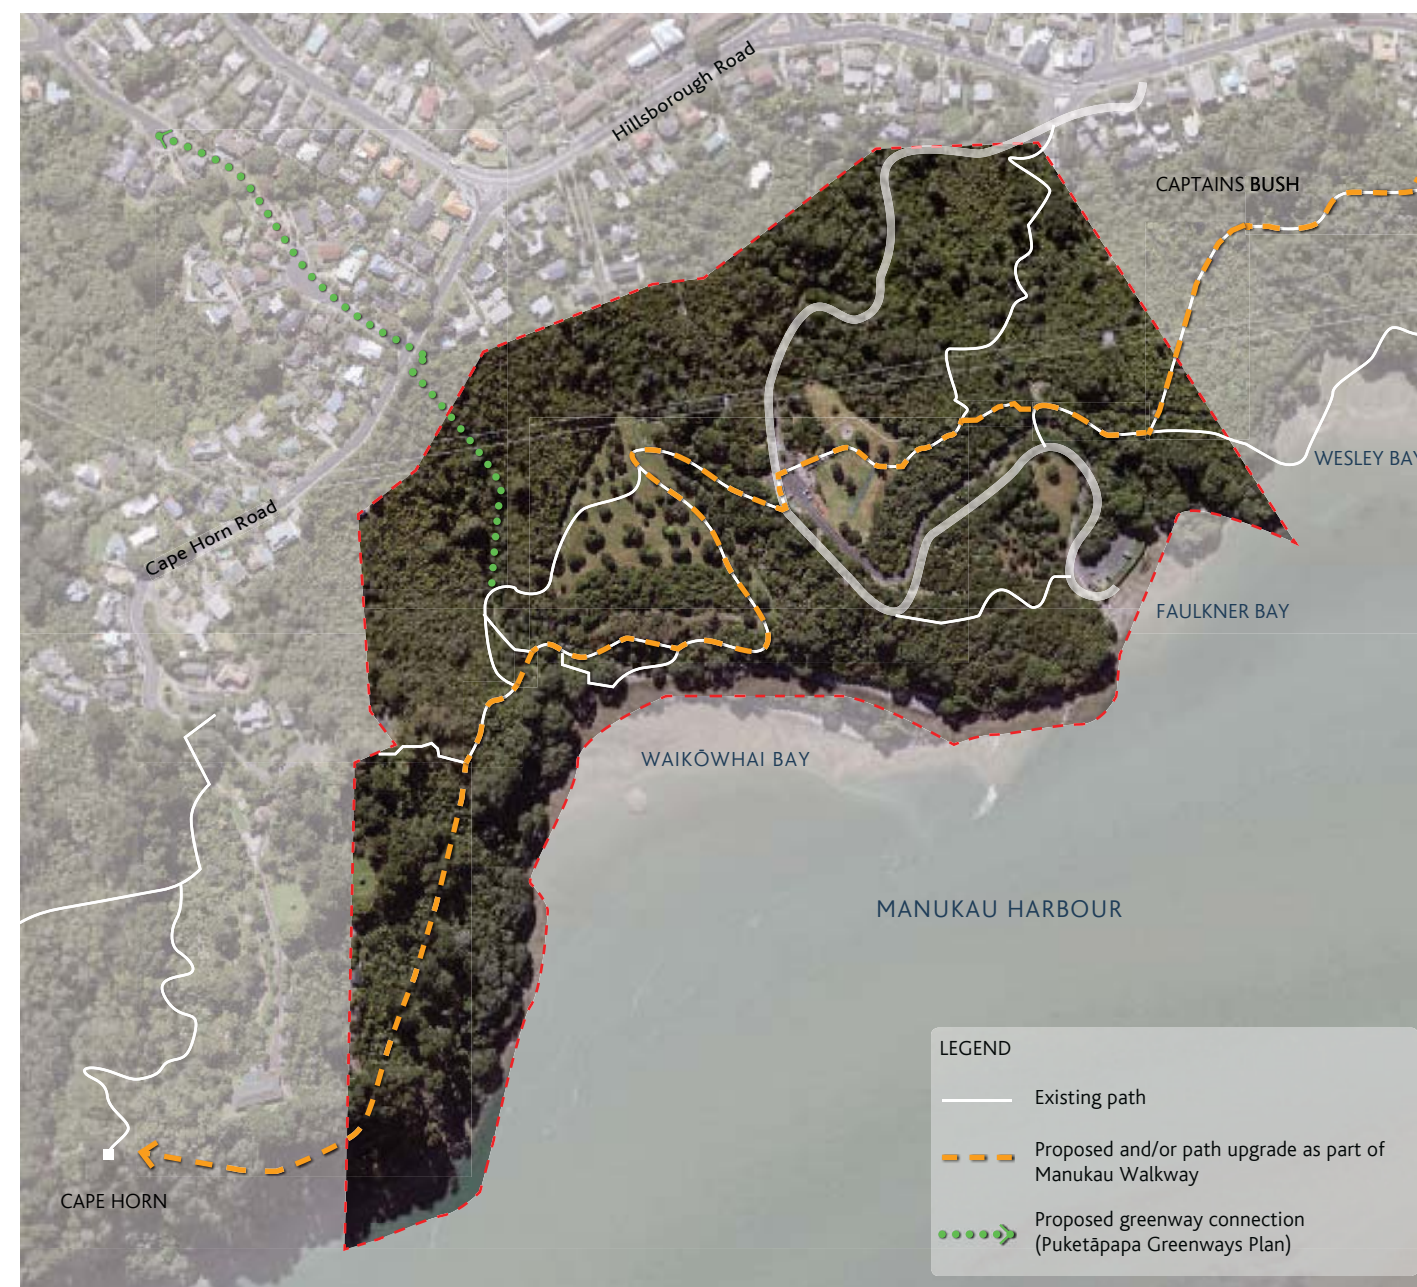 Hillsborough Road
CAPTAINS BUSH
WESLEY BAY
Cape Horn Road
FAULKNER BAY
WAIKŌWHAI BAY
MANUKAU HARBOUR
CAPE HORN
LEGEND
Existing path
Proposed and/or path upgrade as part of
Manukau Walkway
Proposed greenway connection
(Puketāpapa Greenways Plan)